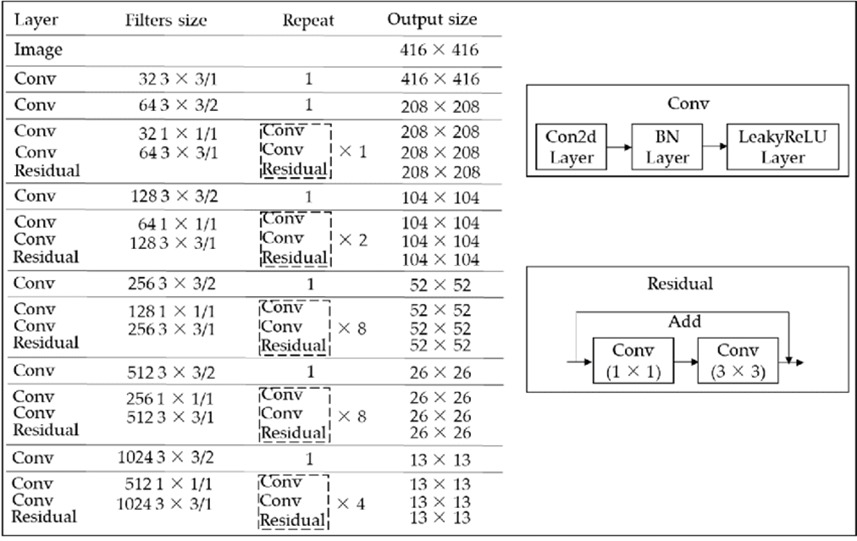 Layer Filters size Repeat Output size
Image 416 × 416
Conv 32 3 × 3/1 1 416 × 416
Conv 64 3 × 3/2 1 208 × 208
Conv 32 1 × 1/1 Conv 208 × 208
Conv 64 3 × 3/1 Conv × 1 208 × 208
Residual Residual 208 × 208
Conv 128 3 × 3/2 1 104 × 104
Conv 64 1 × 1/1 Conv 104 × 104
Conv 128 3 × 3/1 Conv × 2 104 × 104
Residual Residual 104 × 104
Conv 256 3 × 3/2 1 52 × 52
Conv 128 1 × 1/1 Conv 52 × 52
Conv 256 3 × 3/1 Conv × 8 52 × 52
Residual Residual 52 × 52
Conv 512 3 × 3/2 1 26 × 26
Conv 256 1 × 1/1 Conv 26 × 26
Conv 512 3 × 3/1 Conv × 8 26 × 26
Residual Residual 26 × 26
Conv 1024 3 × 3/2 1 13 × 13
Conv 512 1 × 1/1 Conv 13 × 13
Conv 1024 3 × 3/1 Conv × 4 13 × 13
Residual Residual 13 × 13
Conv
Con2d BN LeakyReLU
Layer Layer Layer
Residual
Add
Conv Conv
(1 × 1) (3 × 3)